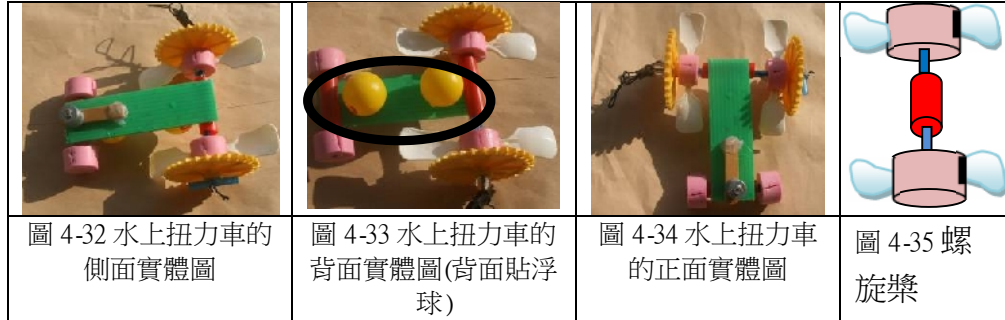 圖 4-32 水上扭力車的
側面實體圖
圖 4-33 水上扭力車的
背面實體圖(背面貼浮
球)
圖 4-34 水上扭力車
的正面實體圖
圖 4-35 螺
旋槳